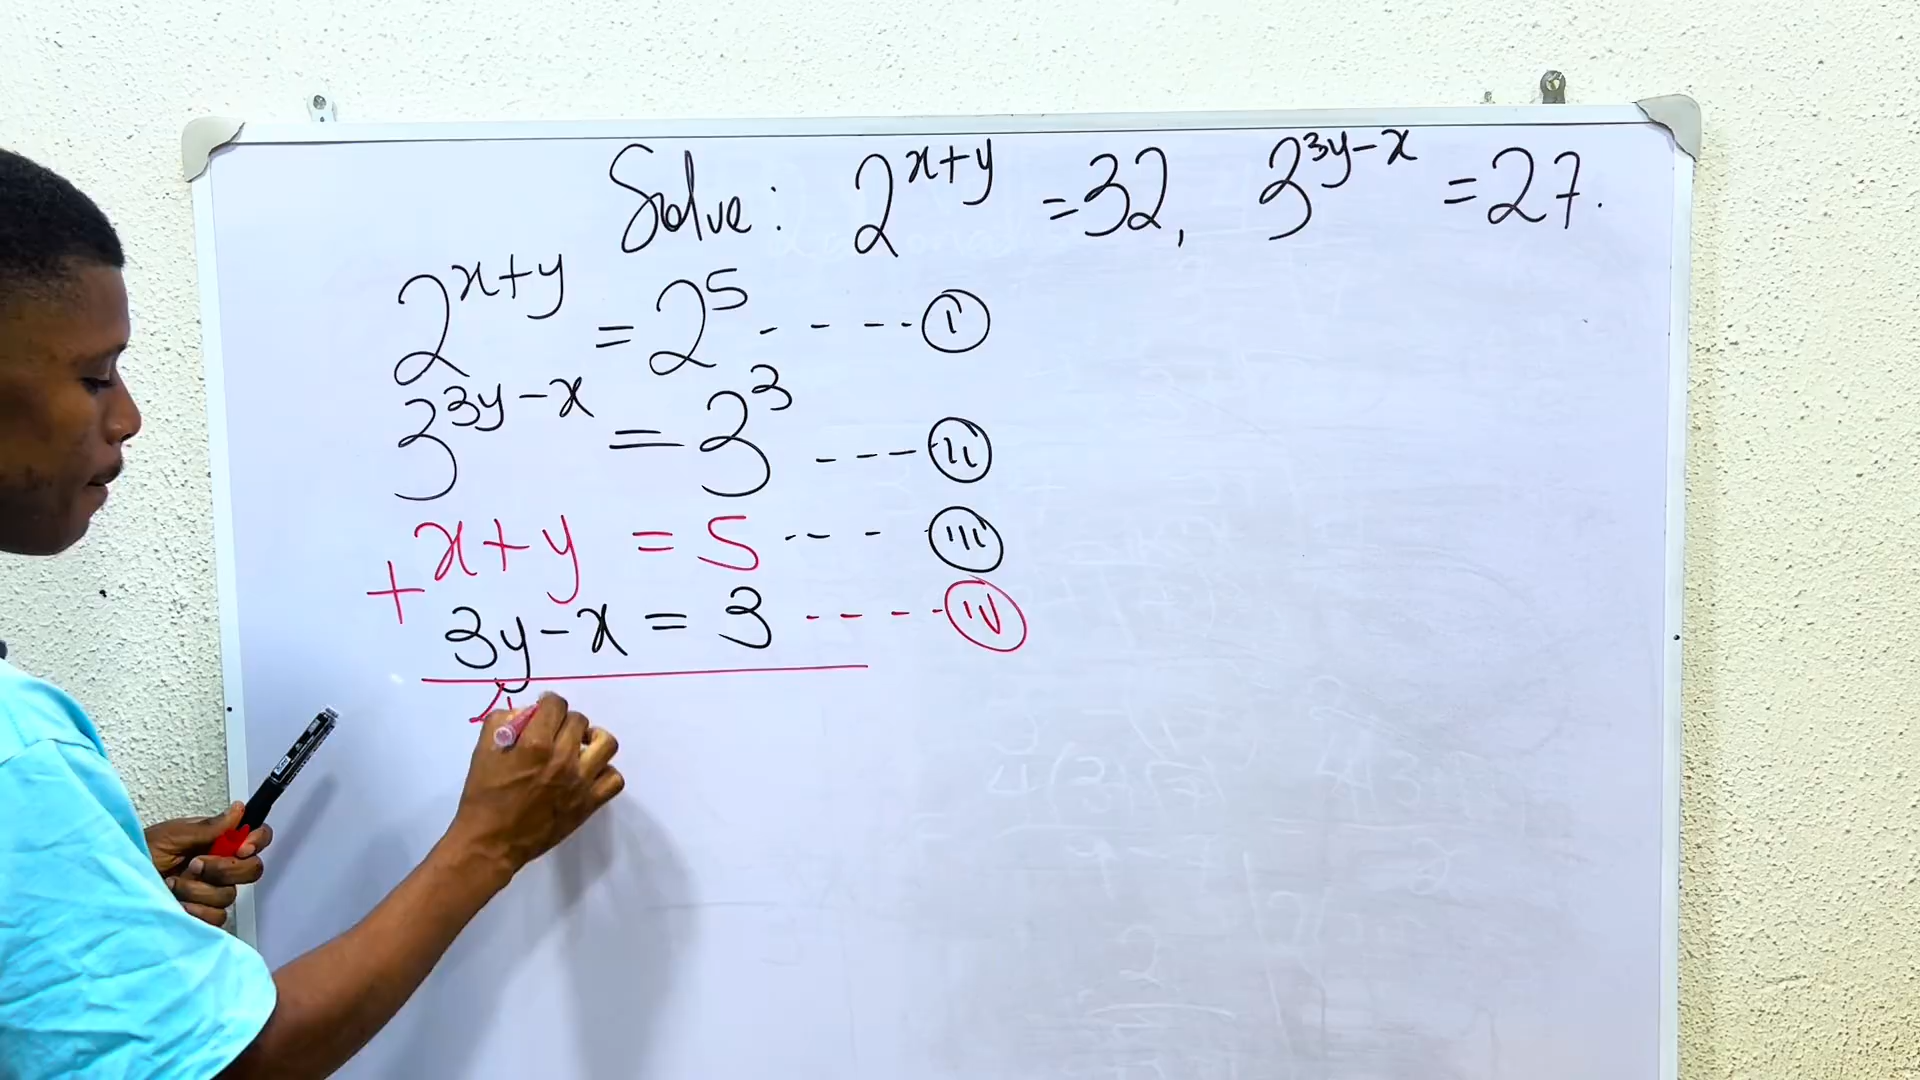 Solve: 2^{x+y} = 32, 3^{3y-x} = 27.
2^{x+y} = 2^5 ---- (i)
3^{3y-x} = 3^3 --- (ii)
+ x+y = 5 --- (iii)
3y-x = 3 ---- (iv)
4